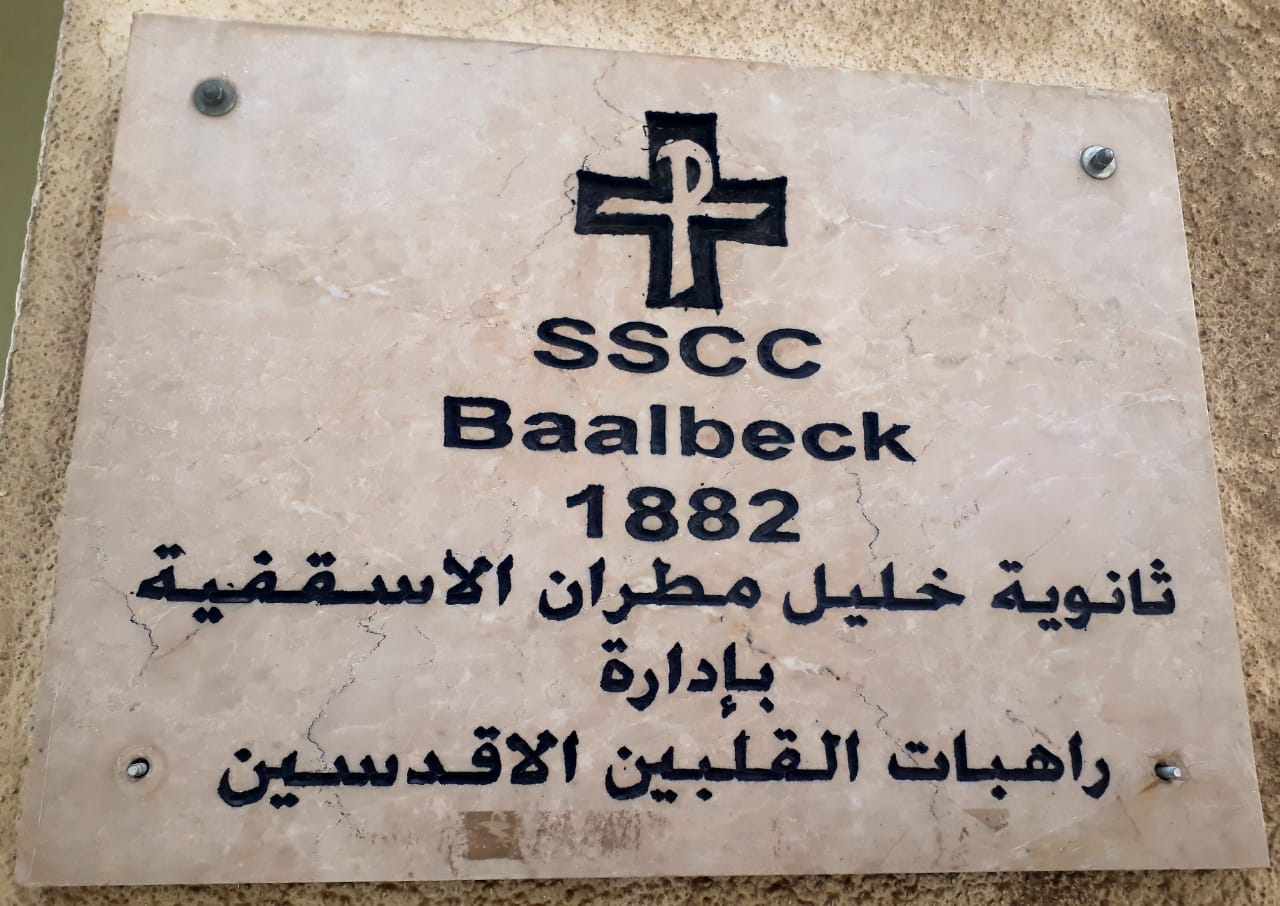 SSCC
Baalbeck
1882
ثانوية خليل مطران الاسقفية
بإدارة
راهبات القلبين الاقدسين